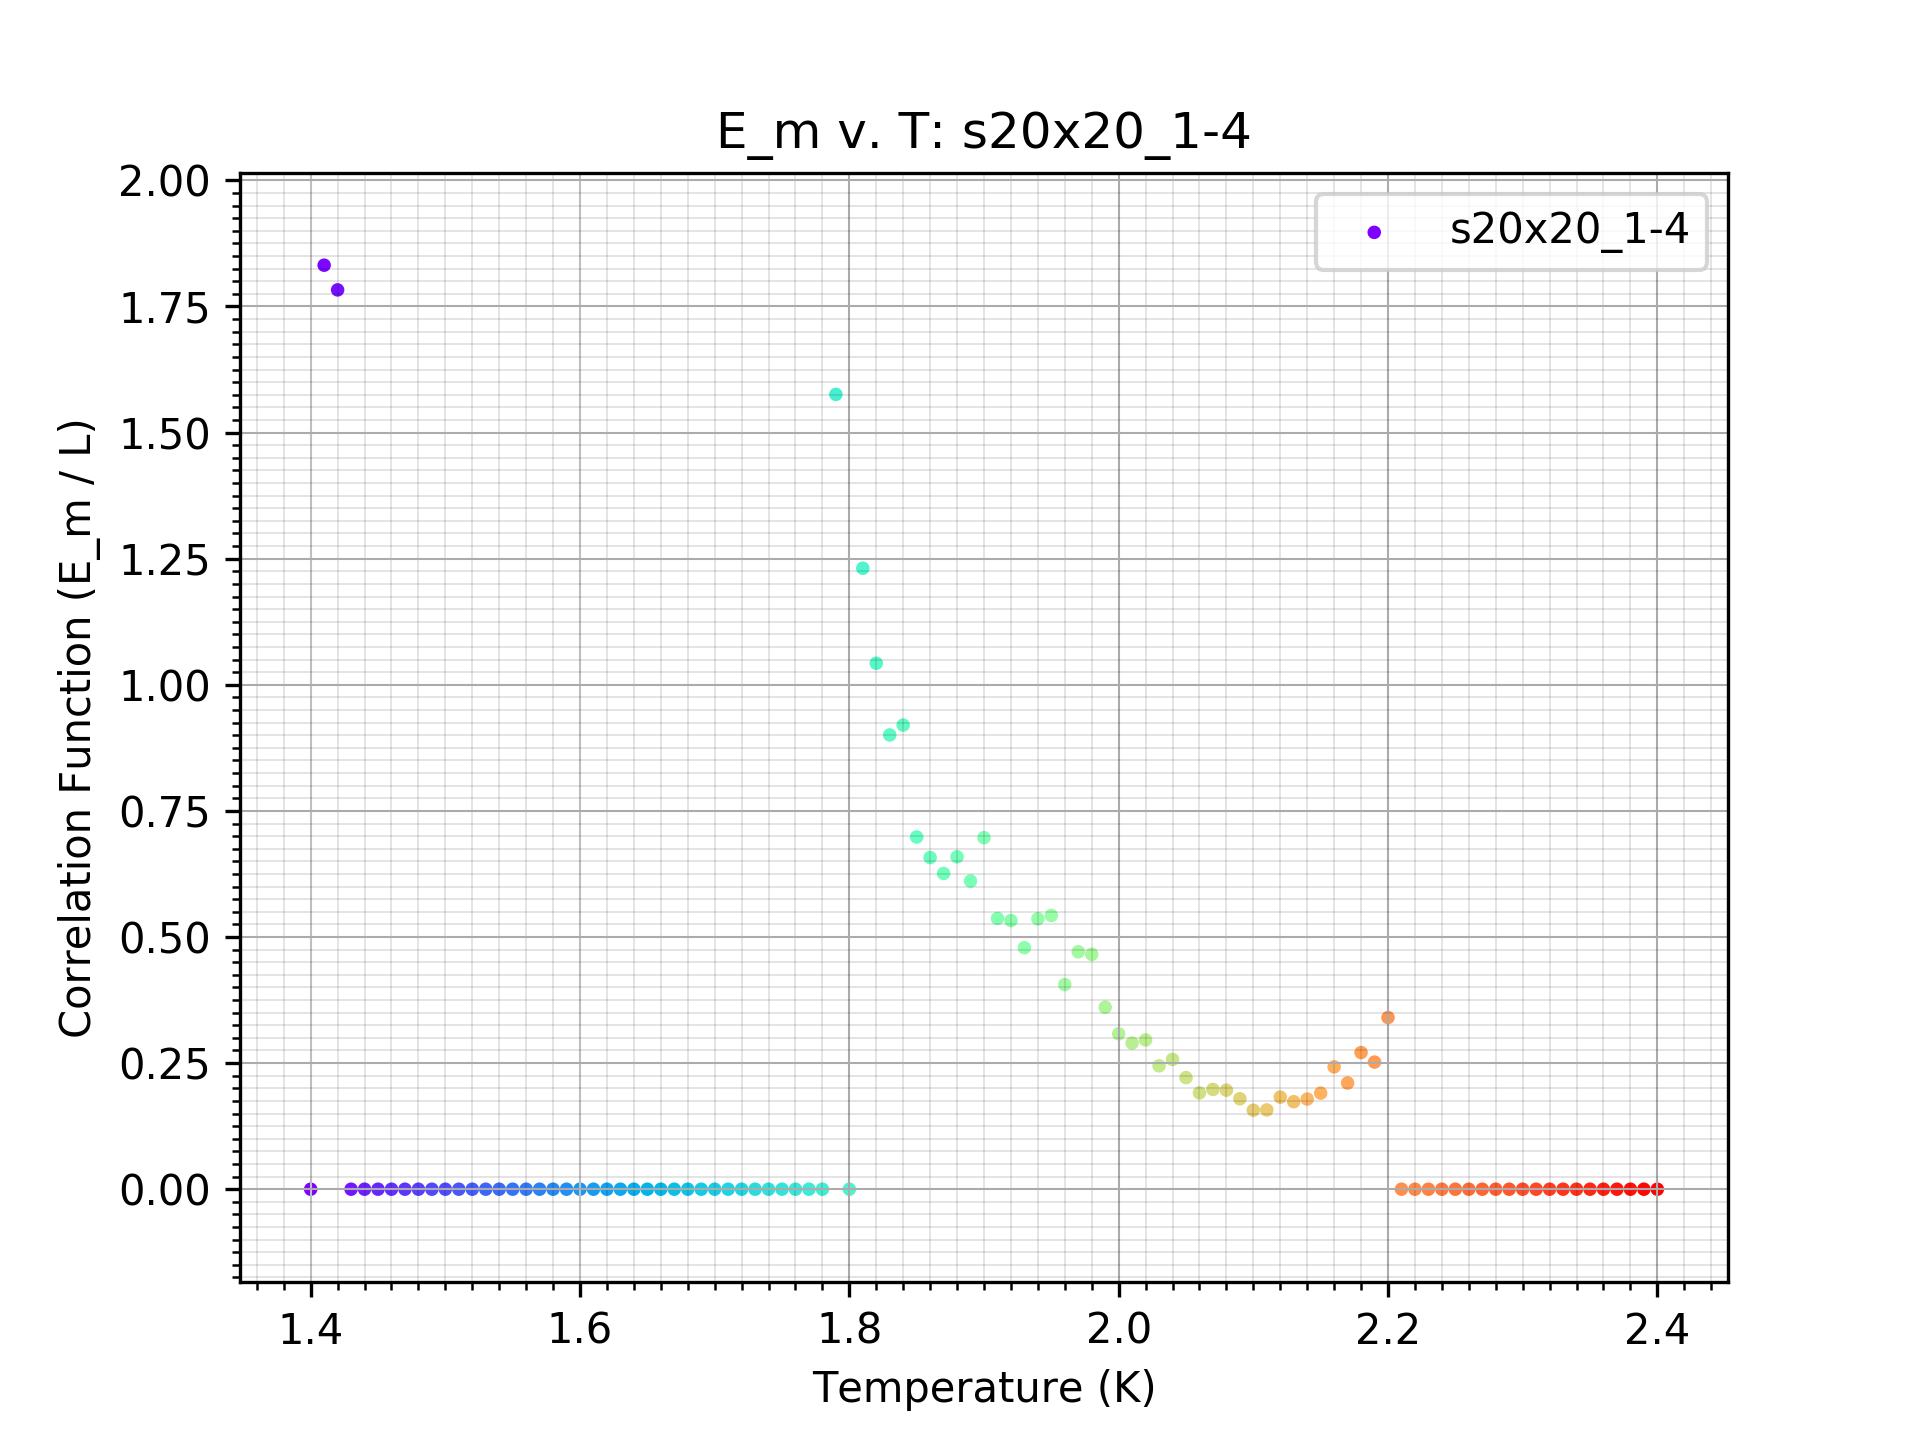 E_m v. T: s20x20_1-4
s20x20_1-4
Correlation Function (E_m / L)
2.00
1.75
1.50
1.25
1.00
0.75
0.50
0.25
0.00
1.4 1.6 1.8 2.0 2.2 2.4
Temperature (K)